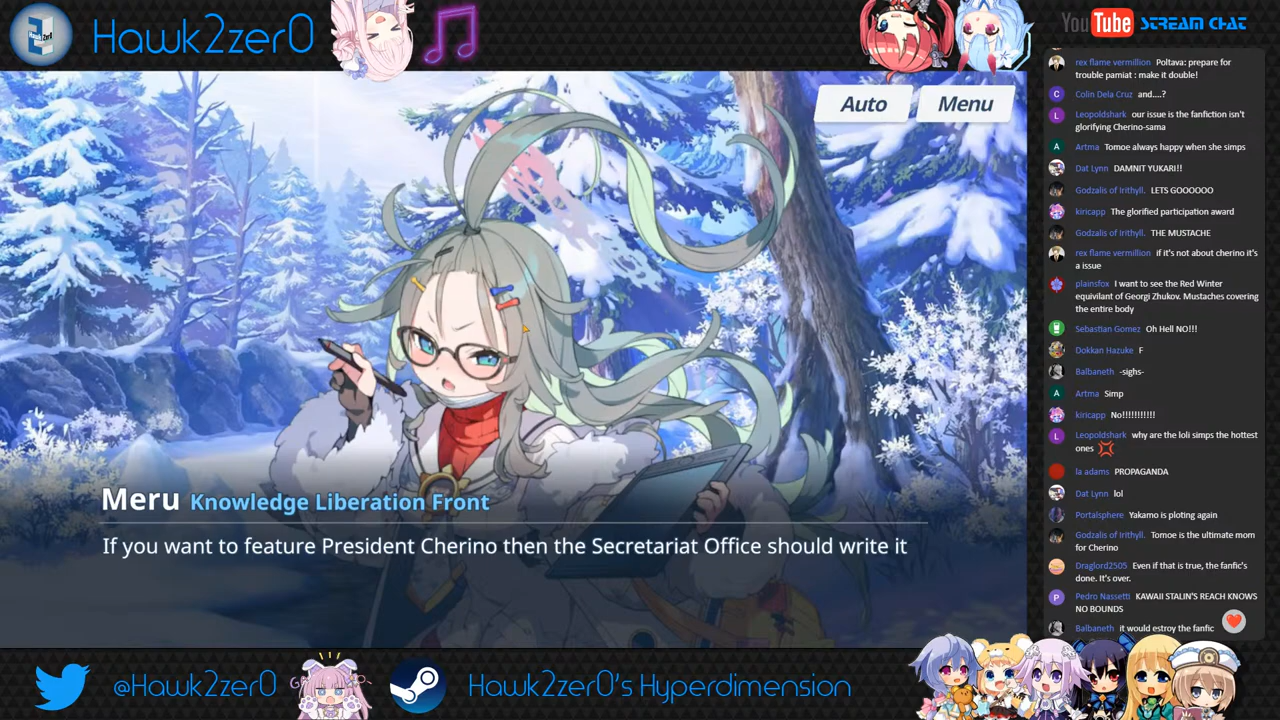 Hawk2zer0
Auto
Menu
Meru Knowledge Liberation Front
If you want to feature President Cherino then the Secretariat Office should write it
@Hawk2zer0
Hawk2zer0's Hyperdimension
YouTube STREAM CHAT
rex flame vermillion Poltava: prepare for
trouble pamiat : make it double!
Colin Dela Cruz and....?
Leopoldshark our issue is the fanfiction isn't
glorifying Cherino-sama
Artma Tomoe always happy when she simps
Dat Lynn DAMNIT YUKARI!!
Godzalis of Irithyll. LETS GOOOOOO
kiricapp The glorified participation award
Godzalis of Irithyll. THE MUSTACHE
rex flame vermillion if it's not about cherino it's
a issue
plainsfox I want to see the Red Winter
equivilant of Georgi Zhukov. Mustaches covering
the entire body
Sebastian Gomez Oh Hell NO!!!
Dokkan Hazuke F
Balbaneth -sighs-
Artma Simp
kiricapp No!!!!!!!!!!!
Leopoldshark why are the loli simps the hottest
ones
la adams PROPAGANDA
Dat Lynn lol
Portalsphere Yakamo is ploting again
Godzalis of Irithyll. Tomoe is the ultimate mom
for Cherino
Draglord2505 Even if that is true, the fanfic's
done. It's over.
Pedro Nassetti KAWAII STALIN'S REACH KNOWS
NO BOUNDS
Balbaneth it would estroy the fanfic